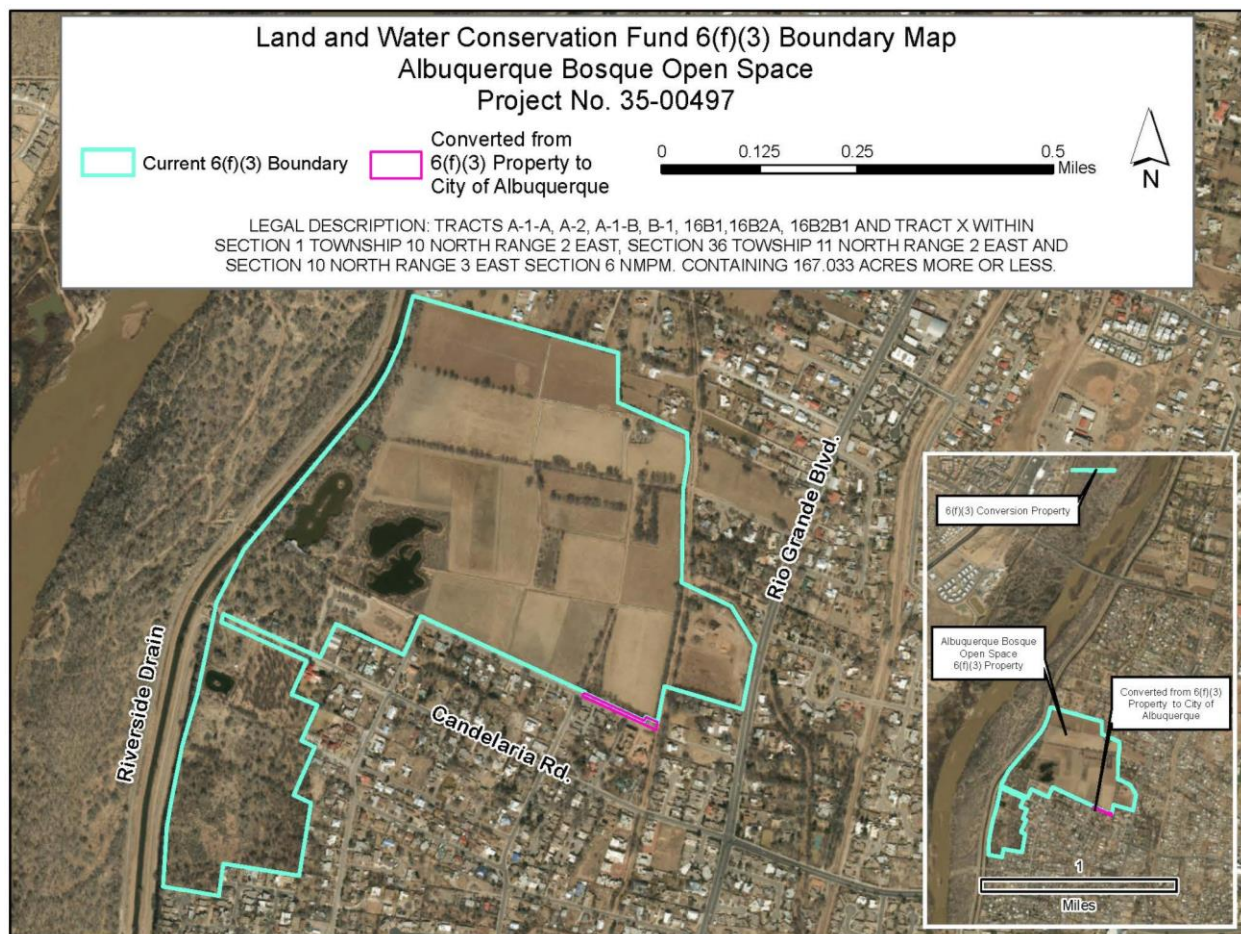 Land and Water Conservation Fund 6(f)(3) Boundary Map
Albuquerque Bosque Open Space
Project No. 35-00497
Current 6(f)(3) Boundary
Converted from
6(f)(3) Property to
City of Albuquerque
0 0.125 0.25 0.5
Miles
N
LEGAL DESCRIPTION: TRACTS A-1-A, A-2, A-1-B, B-1, 16B1,16B2A, 16B2B1 AND TRACT X WITHIN
SECTION 1 TOWNSHIP 10 NORTH RANGE 2 EAST, SECTION 36 TOWSHIP 11 NORTH RANGE 2 EAST AND
SECTION 10 NORTH RANGE 3 EAST SECTION 6 NMPM. CONTAINING 167.033 ACRES MORE OR LESS.
Rio Grande Blvd.
Riverside Drain
Candelaria Rd.
6(f)(3) Conversion Property
Albuquerque Bosque
Open Space
6(f)(3) Property
Converted from 6(f)(3)
Property to City of
Albuquerque
1
Miles